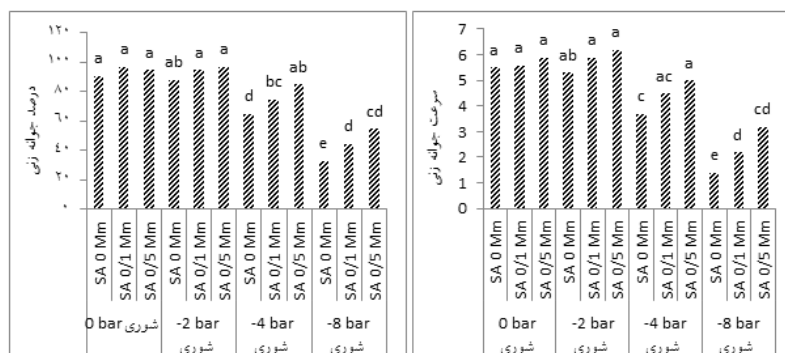 ۱۲۰
۱۰۰
۸۰
۶۰
۴۰
۲۰
۰
درصد جوانه زنی
a a a ab a a d bc ab e d cd
SA 0 Mm
SA 0/1 Mm
SA 0/5 Mm
SA 0 Mm
SA 0/1 Mm
SA 0/5 Mm
SA 0 Mm
SA 0/1 Mm
SA 0/5 Mm
SA 0 Mm
SA 0/1 Mm
SA 0/5 Mm
0 bar شوری
-2 bar شوری
-4 bar شوری
-8 bar شوری
7
6
5
4
3
2
1
0
سرعت جوانه زنی
a a a ab a a c ac a e d cd
SA 0 Mm
SA 0/1 Mm
SA 0/5 Mm
SA 0 Mm
SA 0/1 Mm
SA 0/5 Mm
SA 0 Mm
SA 0/1 Mm
SA 0/5 Mm
SA 0 Mm
SA 0/1 Mm
SA 0/5 Mm
0 bar
شوری
-2 bar
شوری
-4 bar
شوری
-8 bar
شوری